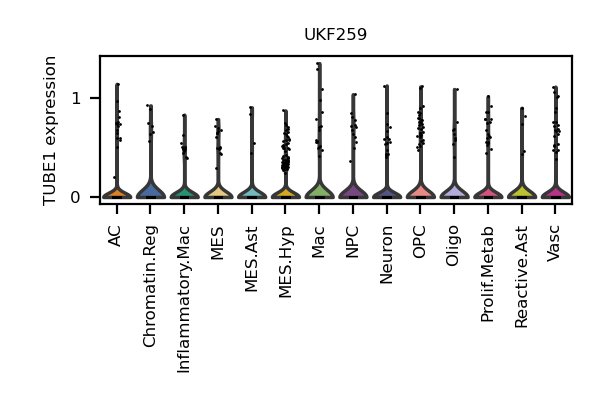 UKF259
TUBE1 expression
1
0
AC
Chromatin.Reg
Inflammatory.Mac
MES
MES.Ast
MES.Hyp
Mac
NPC
Neuron
OPC
Oligo
Prolif.Metab
Reactive.Ast
Vasc